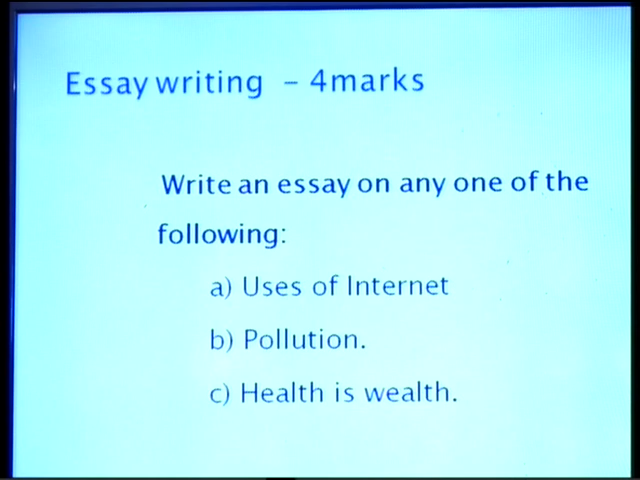 Essay writing – 4marks
Write an essay on any one of the
following:
a) Uses of Internet
b) Pollution.
c) Health is wealth.